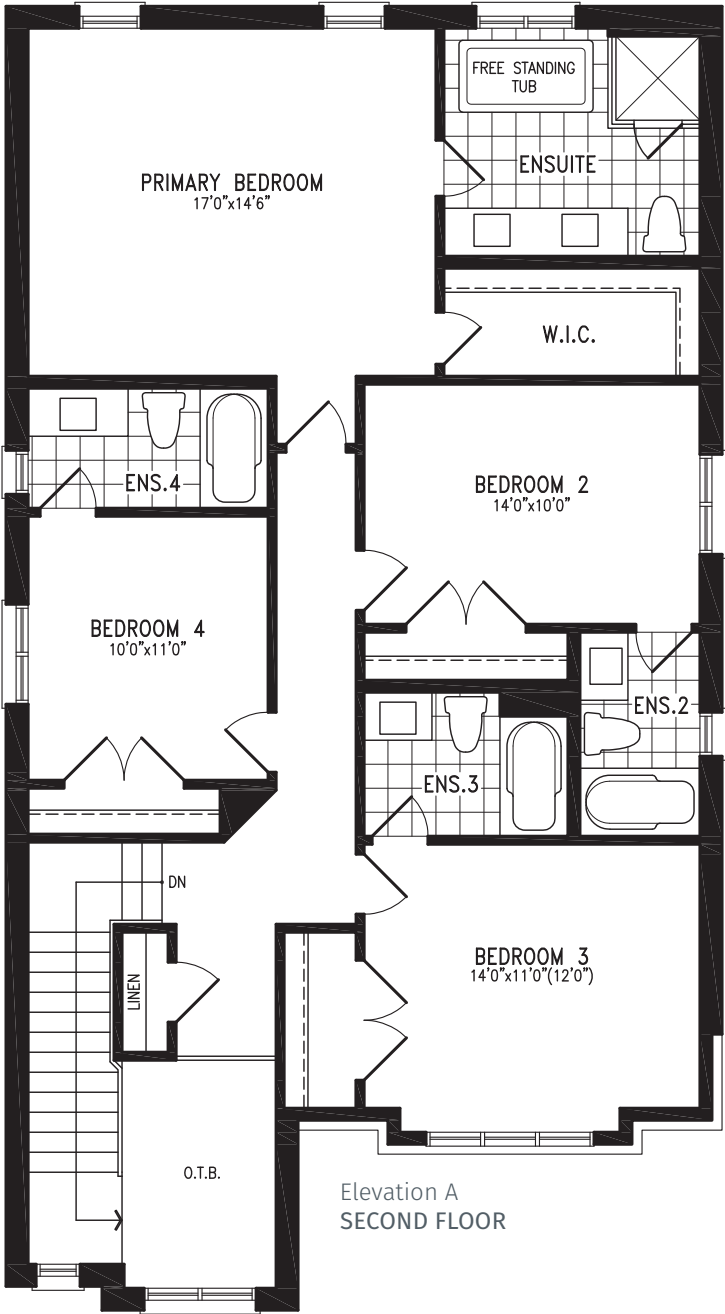 FREE STANDING
TUB
ENSUITE
PRIMARY BEDROOM
17'0"x14'6"
W.I.C.
ENS.4
BEDROOM 2
14'0"x10'0"
BEDROOM 4
10'0"x11'0"
ENS.2
ENS.3
DN
LINEN
BEDROOM 3
14'0"x11'0"(12'0")
O.T.B.
Elevation A
SECOND FLOOR